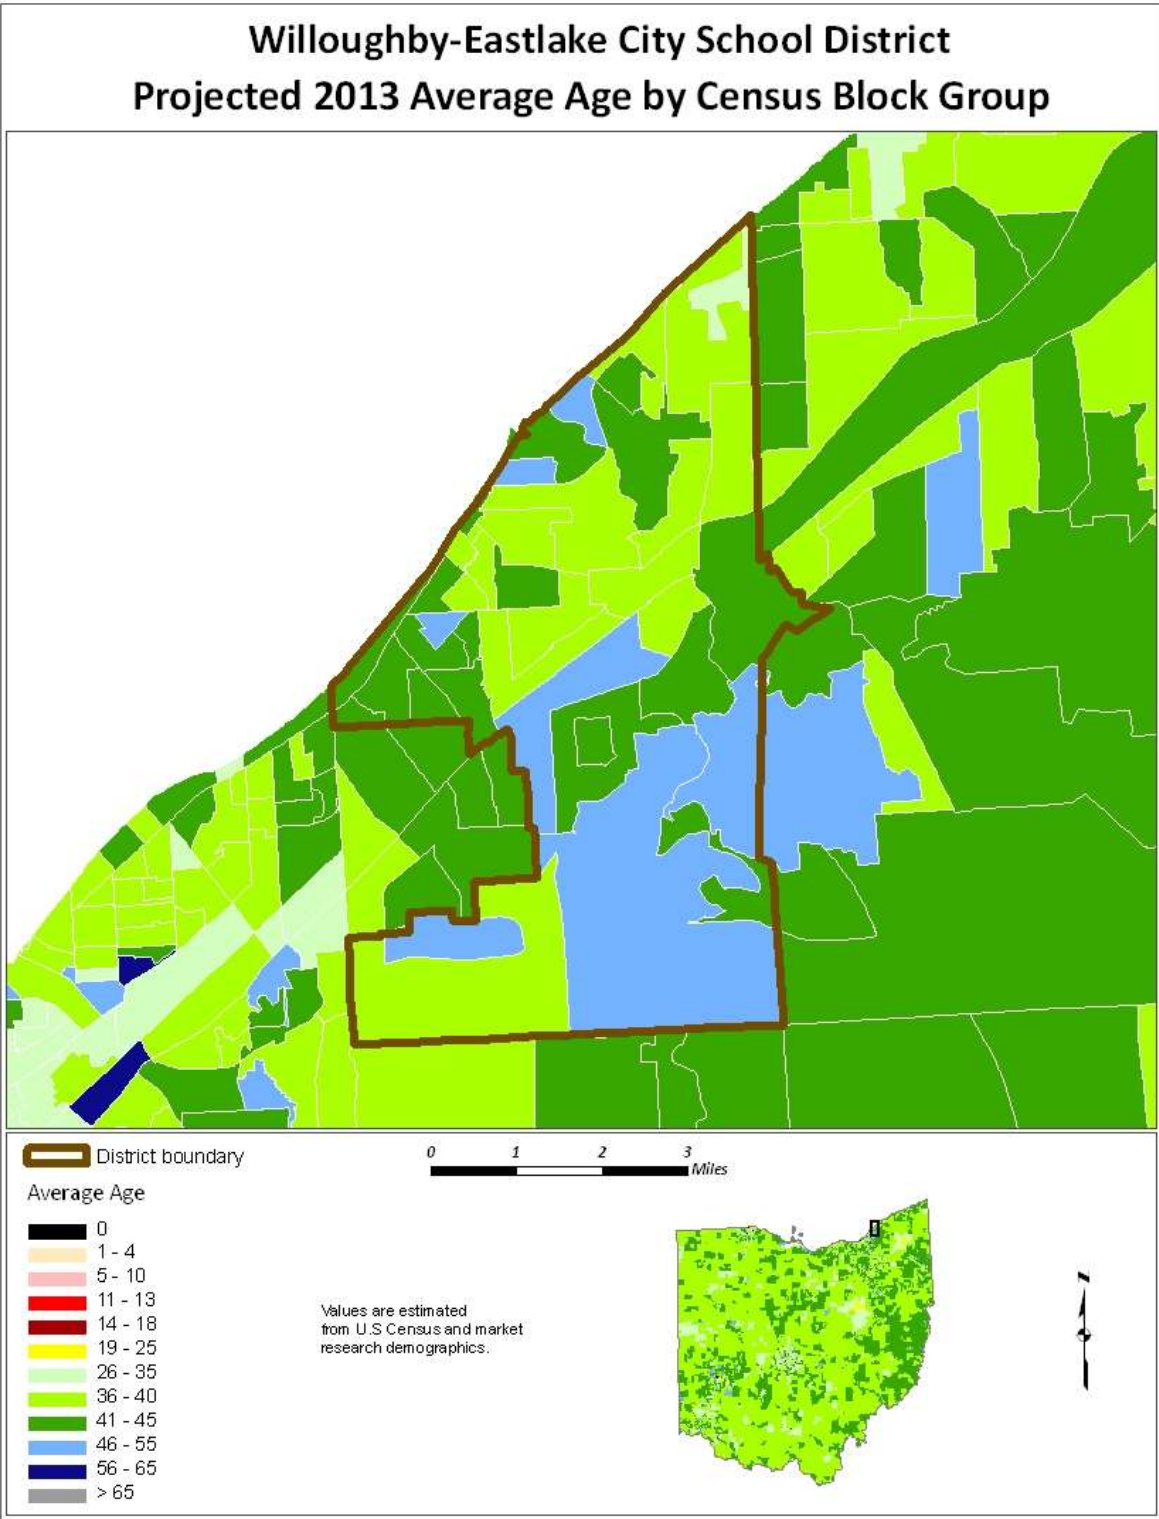 Willoughby-Eastlake City School District
Projected 2013 Average Age by Census Block Group
District boundary
0 1 2 3
Miles
Average Age
0
1 - 4
5 - 10
11 - 13
14 - 18
19 - 25
26 - 35
36 - 40
41 - 45
46 - 55
56 - 65
> 65
Values are estimated
from U.S Census and market
research demographics.
N